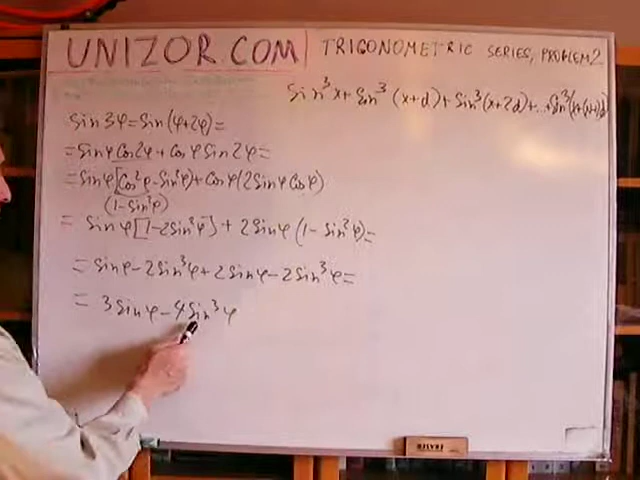 UNIZOR.COM
TRIGONOMETRIC SERIES, PROBLEM 2
Sin³x+Sin³(x+d)+Sin³(x+2d)+...+Sin³(x+(n-1)d)
Sin3φ=Sin(φ+2φ)=
=Sinφ Cos2φ+Cosφ Sin2φ=
=Sinφ[Cos²φ-Sin²φ]+Cosφ(2Sinφ Cosφ)
(1-Sin²φ)
= Sinφ[1-2Sin²φ]+2Sinφ(1-Sin²φ)=
=Sinφ-2Sin³φ+2Sinφ-2Sin³φ=
= 3Sinφ-4Sin³φ